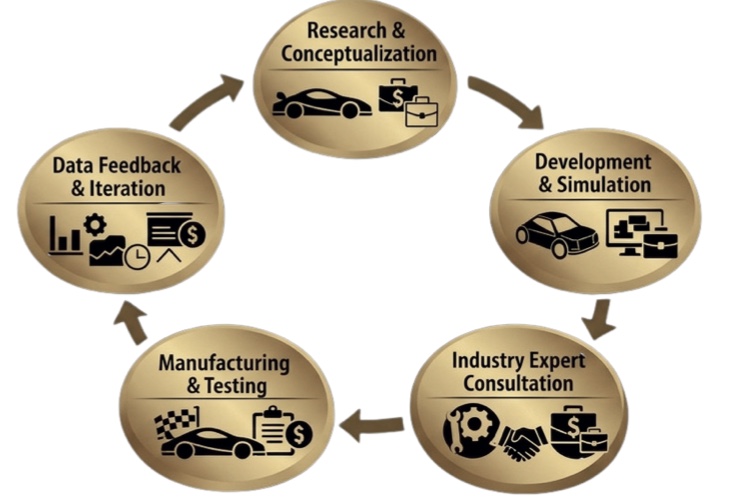 Research &
Conceptualization
$
Development
& Simulation
Industry Expert
Consultation
$
Manufacturing
& Testing
$
Data Feedback
& Iteration
$